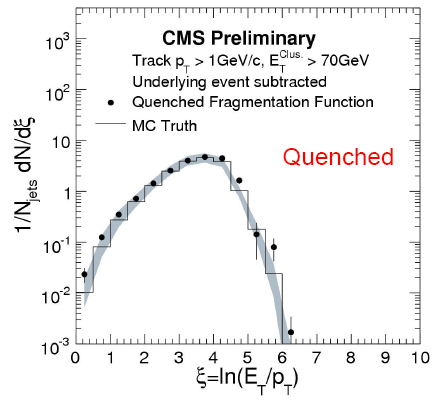 CMS Preliminary
Track p_T > 1GeV/c, E_T^Clus. > 70GeV
Underlying event subtracted
Quenched Fragmentation Function
MC Truth
Quenched
1/N_jets dN/dξ
10^3
10^2
10
1
10^-1
10^-2
10^-3
0 1 2 3 4 5 6 7 8 9 10
ξ=ln(E_T/p_T)